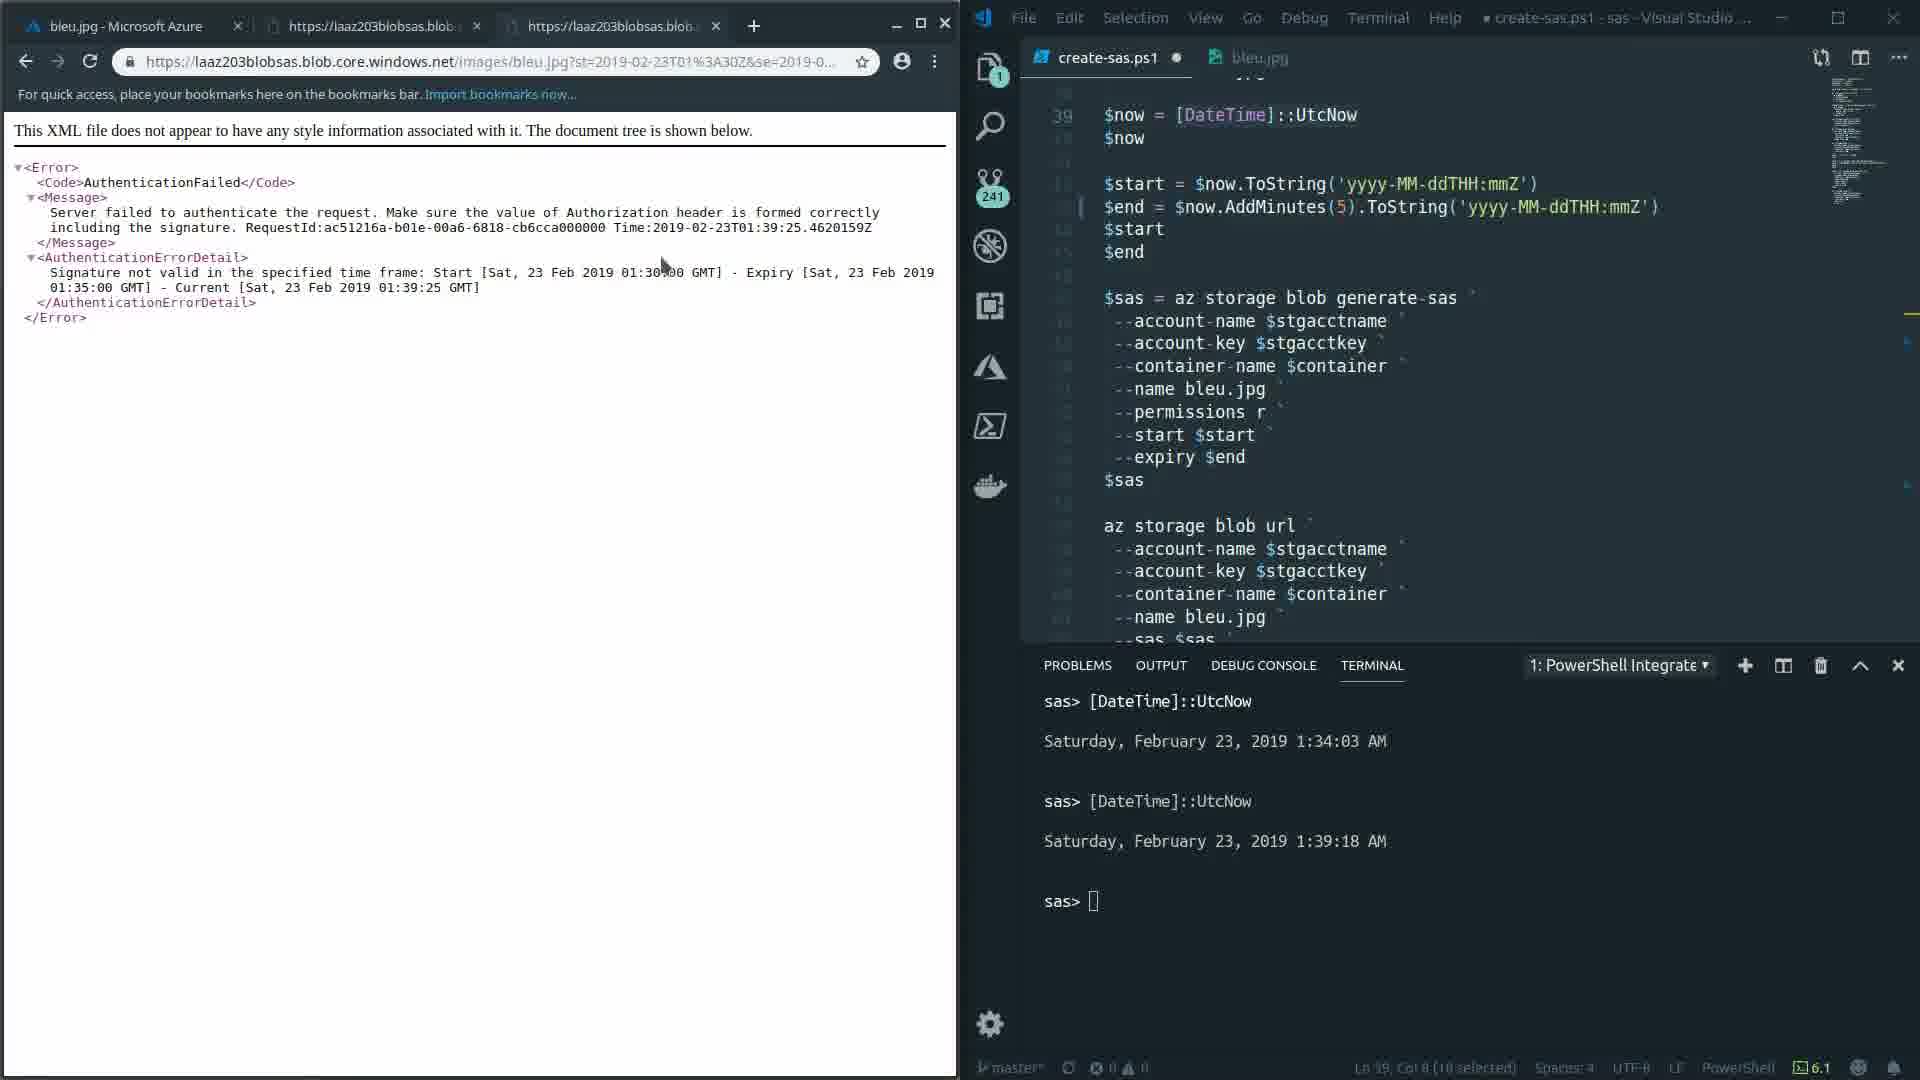 bleu.jpg - Microsoft Azure
https://laaz203blobsas.blob.
https://laaz203blobsas.blob.
https://laaz203blobsas.blob.core.windows.net/images/bleu.jpg?st=2019-02-23T01%3A30Z&se=2019-0...
For quick access, place your bookmarks here on the bookmarks bar. Import bookmarks now...
This XML file does not appear to have any style information associated with it. The document tree is shown below.
<Error>
<Code>AuthenticationFailed</Code>
<Message>
Server failed to authenticate the request. Make sure the value of Authorization header is formed correctly
including the signature. RequestId:ac51216a-b01e-00a6-6818-cb6cca000000 Time:2019-02-23T01:39:25.4620159Z
</Message>
<AuthenticationErrorDetail>
Signature not valid in the specified time frame: Start [Sat, 23 Feb 2019 01:30:00 GMT] - Expiry [Sat, 23 Feb 2019
01:35:00 GMT] - Current [Sat, 23 Feb 2019 01:39:25 GMT]
</AuthenticationErrorDetail>
</Error>
File Edit Selection View Go Debug Terminal Help
create-sas.ps1 - sas - Visual Studio ...
create-sas.ps1
bleu.jpg
1
241
39 $now = [DateTime]::UtcNow
$now
$start = $now.ToString('yyyy-MM-ddTHH:mmZ')
$end = $now.AddMinutes(5).ToString('yyyy-MM-ddTHH:mmZ')
$start
$end
$sas = az storage blob generate-sas `
--account-name $stgacctname `
--account-key $stgacctkey `
--container-name $container `
--name bleu.jpg `
--permissions r `
--start $start `
--expiry $end
$sas
az storage blob url `
--account-name $stgacctname `
--account-key $stgacctkey `
--container-name $container `
--name bleu.jpg `
--sas $sas `
PROBLEMS OUTPUT DEBUG CONSOLE TERMINAL
1: PowerShell Integrate
sas> [DateTime]::UtcNow
Saturday, February 23, 2019 1:34:03 AM
sas> [DateTime]::UtcNow
Saturday, February 23, 2019 1:39:18 AM
sas>
master* 0 0
Ln 39, Col 8 (18 selected) Spaces: 4 UTF-8 LF PowerShell 6.1